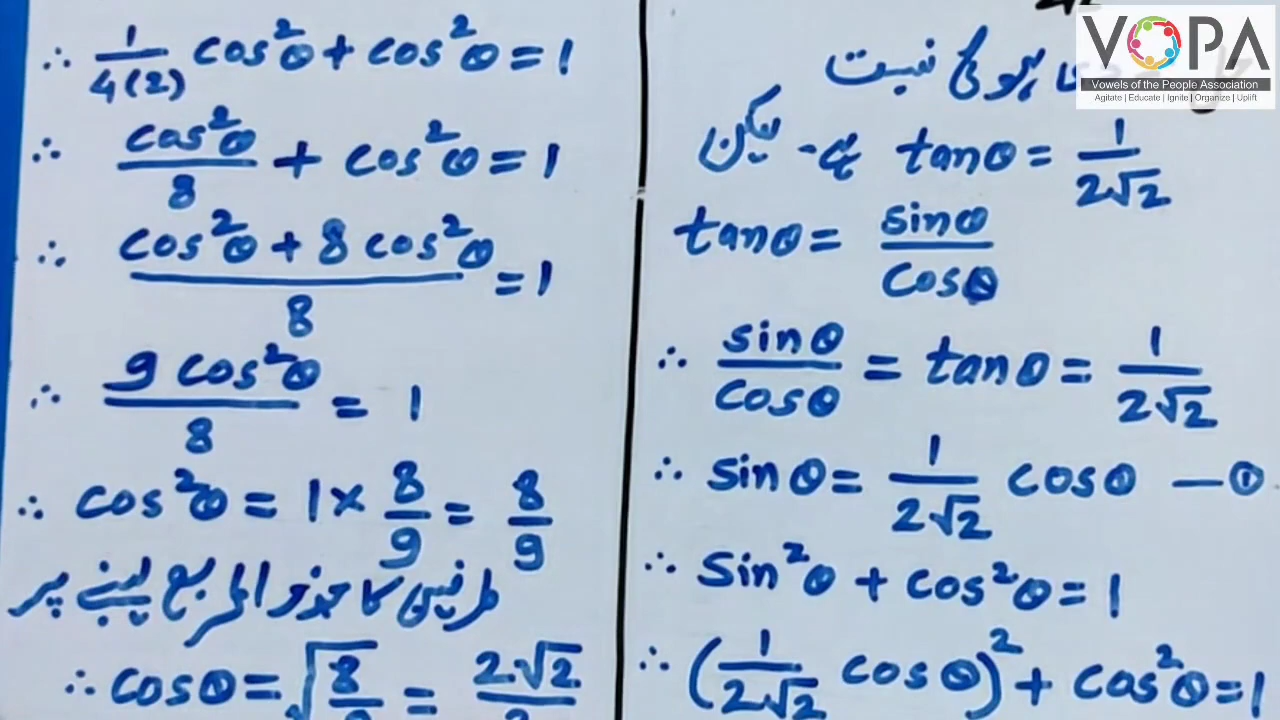 ہوئی نسبت
ہے۔ لیکن tanθ = 1/2√2
tanθ = sinθ/cosθ
∴ sinθ/cosθ = tanθ = 1/2√2
∴ sinθ = 1/2√2 cosθ —①
∴ sin²θ + cos²θ = 1
∴ (1/2√2 cosθ)² + cos²θ = 1
∴ 1/4(2) cos²θ + cos²θ = 1
∴ cos²θ/8 + cos²θ = 1
∴ cos²θ + 8 cos²θ/8 = 1
∴ 9 cos²θ/8 = 1
∴ cos²θ = 1 × 8/9 = 8/9
طرفین کا جذر المربع لینے پر
∴ cosθ = √8/ = 2√2/
VOPA
Vowels of the People Association
Agitate | Educate | Ignite | Organize | Uplift